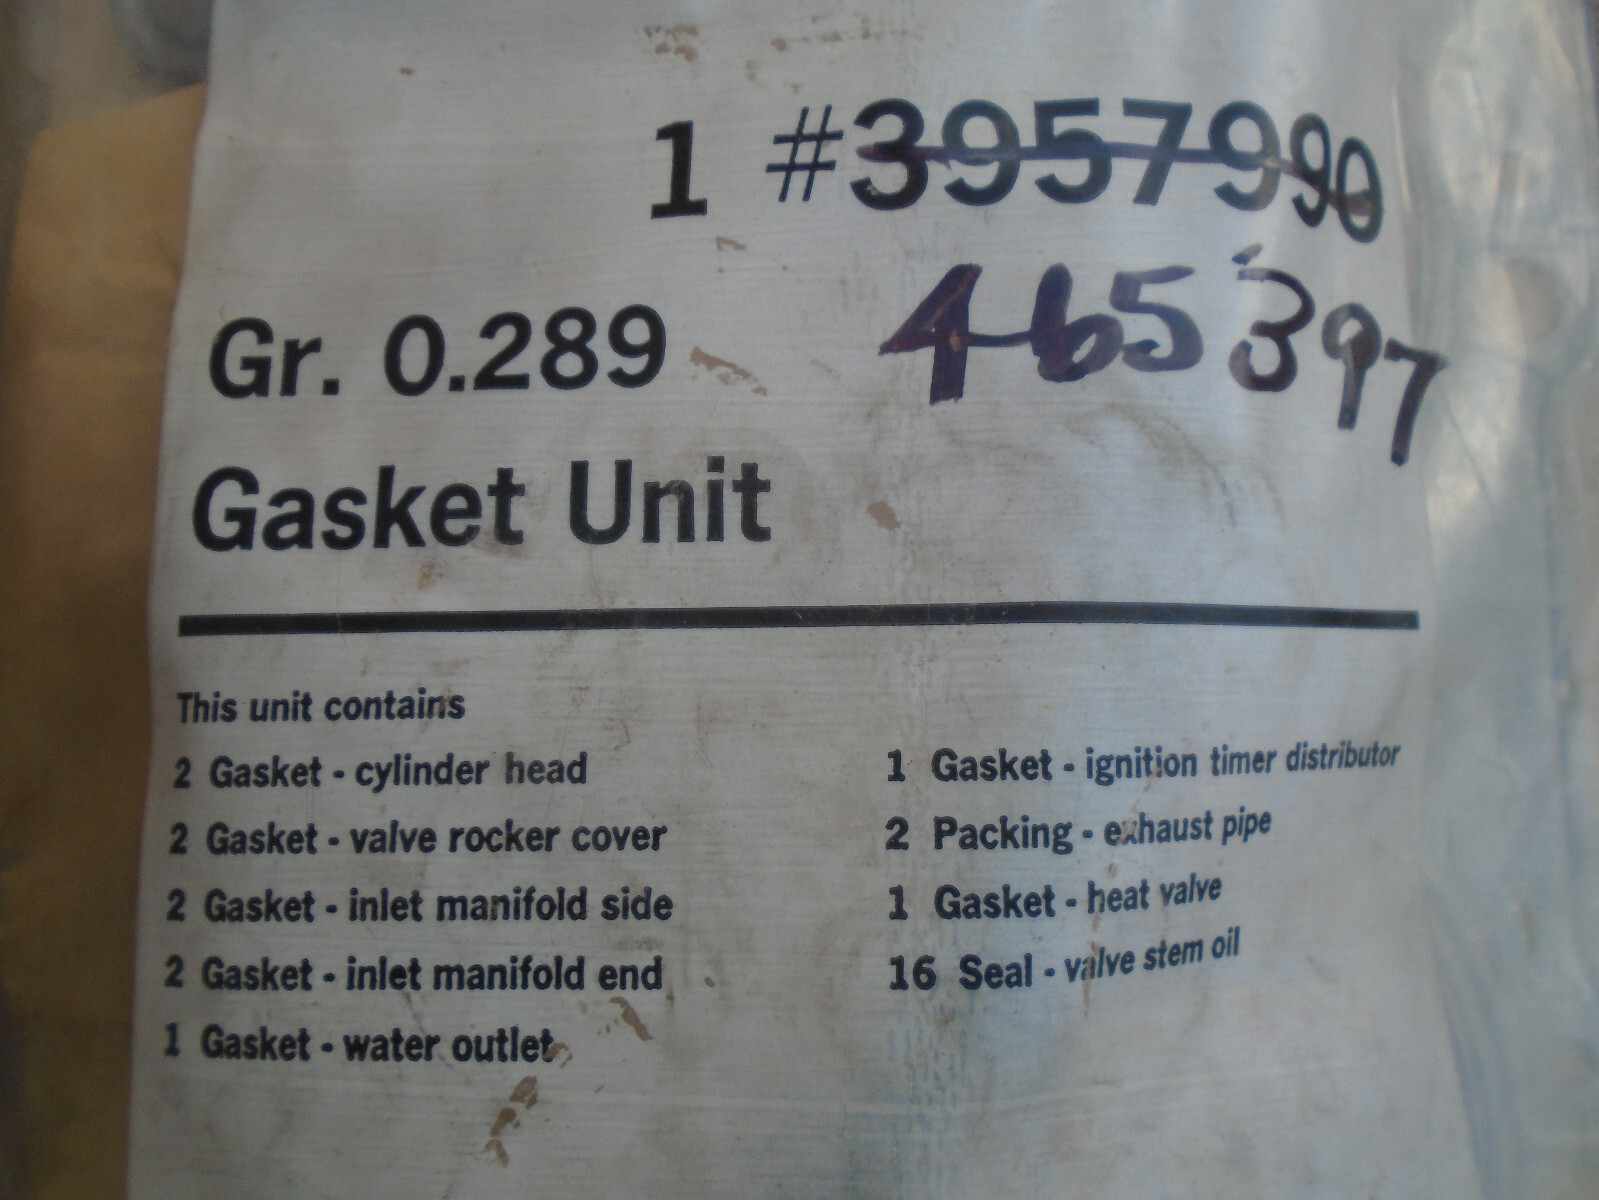 1 #3957990
465397
Gr. 0.289
Gasket Unit
This unit contains
2 Gasket - cylinder head
2 Gasket - valve rocker cover
2 Gasket - inlet manifold side
2 Gasket - inlet manifold end
1 Gasket - water outlet
1 Gasket - ignition timer distributor
2 Packing - exhaust pipe
1 Gasket - heat valve
16 Seal - valve stem oil